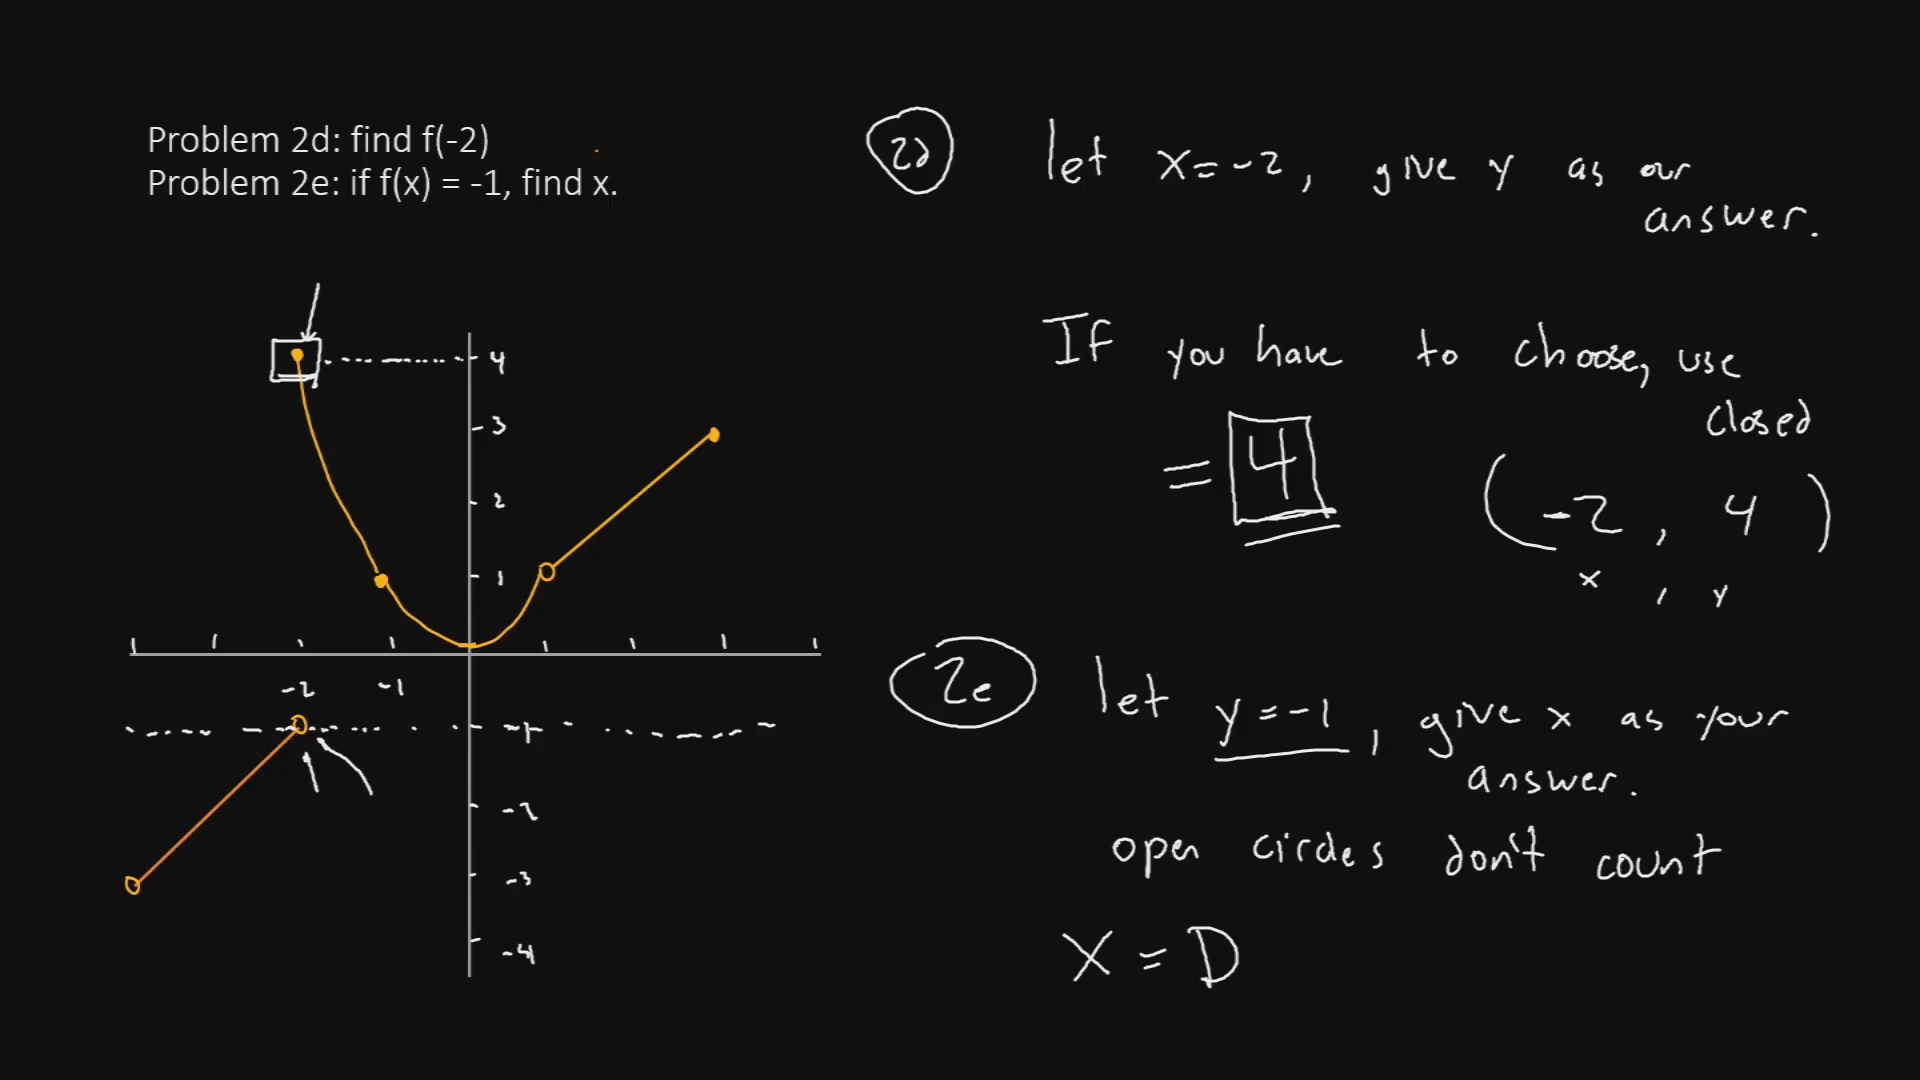 Problem 2d: find f(-2)
Problem 2e: if f(x) = -1, find x.
4
3
2
1
-2 -1
-1
-2
-3
-4
2d let x=-2, give y as our
answer.
If you have to choose, use
closed
= 4
(-2, 4)
x , y
2e let y=-1, give x as your
answer.
open circles don't count
X = D